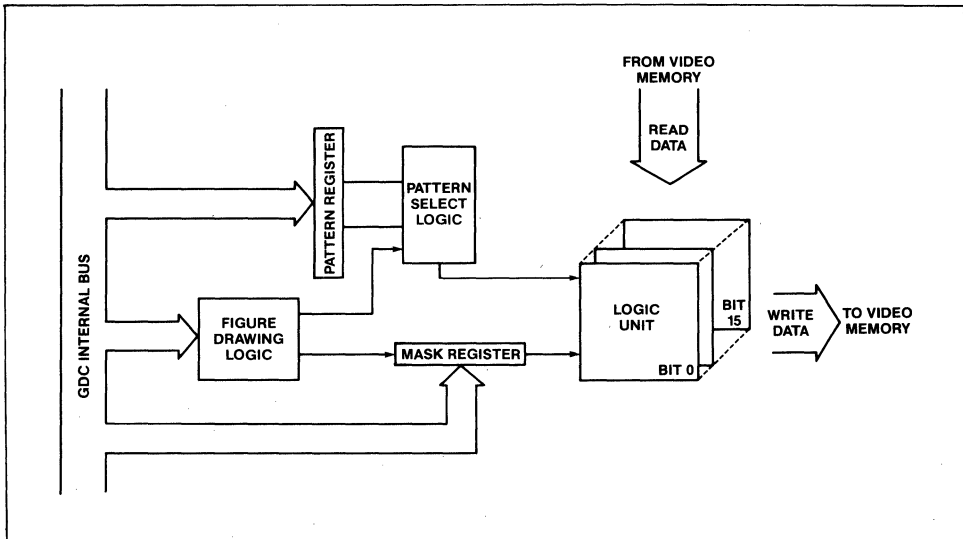 FROM VIDEO
MEMORY
READ
DATA
GDC INTERNAL BUS
PATTERN REGISTER
PATTERN
SELECT
LOGIC
FIGURE
DRAWING
LOGIC
MASK REGISTER
LOGIC
UNIT
BIT 0
BIT
15
WRITE
DATA
TO VIDEO
MEMORY